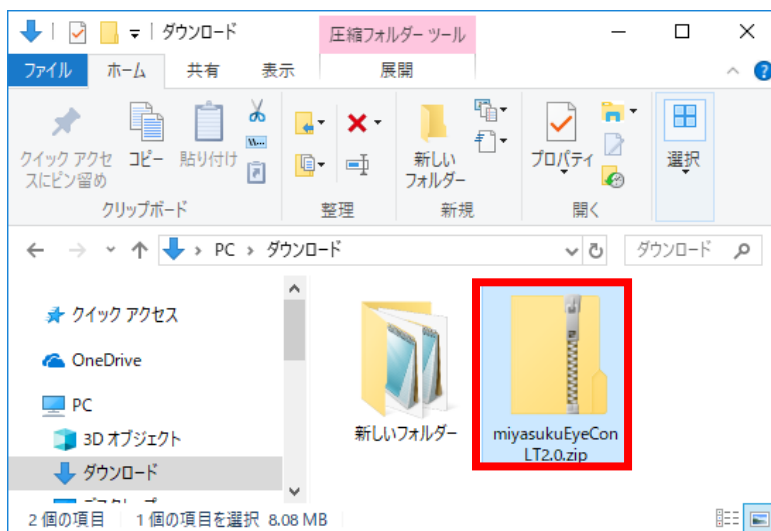 ダウンロード
圧縮フォルダー ツール
ファイル ホーム 共有 表示 展開
クイック アクセ
スにピン留め
コピー
貼り付け
新しい
フォルダー
プロパティ
選択
クリップボード 整理 新規 開く
PC › ダウンロード
ダウンロード
クイック アクセス
OneDrive
PC
3D オブジェクト
ダウンロード
デスクトップ
新しいフォルダー
miyasukuEyeCon
LT2.0.zip
2 個の項目 1 個の項目を選択 8.08 MB